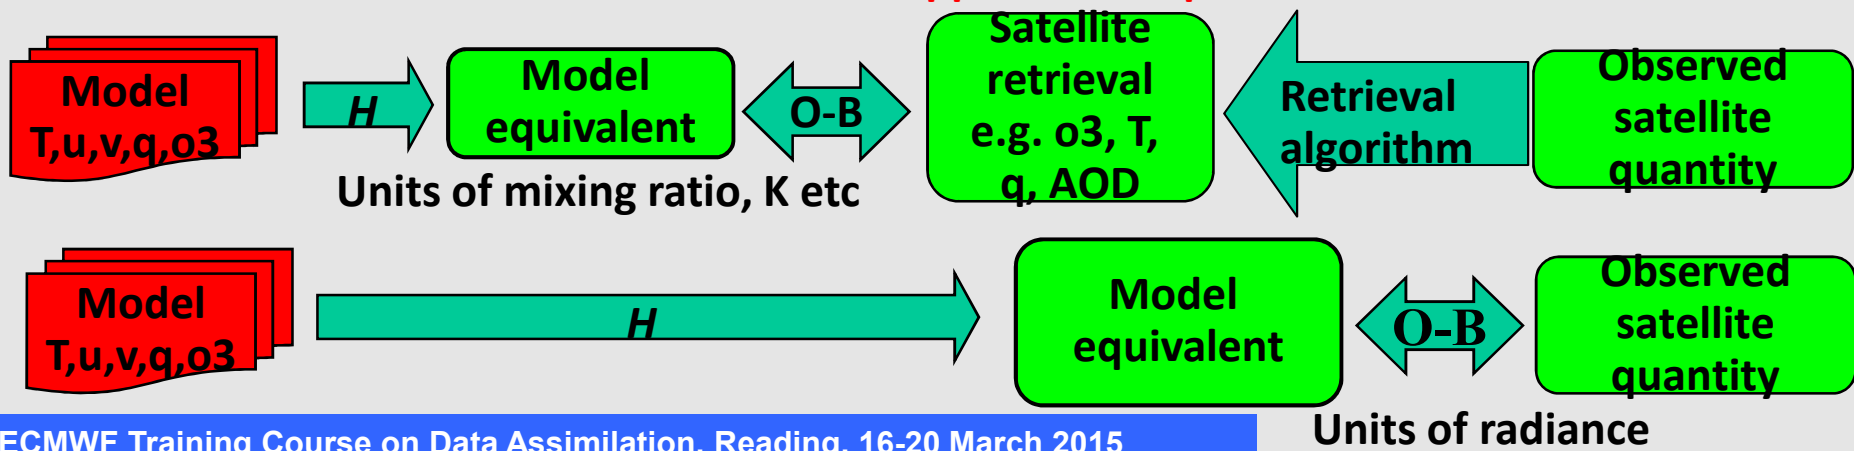 Model
T,u,v,q,o3
H
Model
equivalent
O-B
Satellite
retrieval
e.g. o3, T,
q, AOD
Retrieval
algorithm
Observed
satellite
quantity
Units of mixing ratio, K etc
Model
T,u,v,q,o3
H
Model
equivalent
O-B
Observed
satellite
quantity
Units of radiance
ECMWF Training Course on Data Assimilation, Reading, 16-20 March 2015